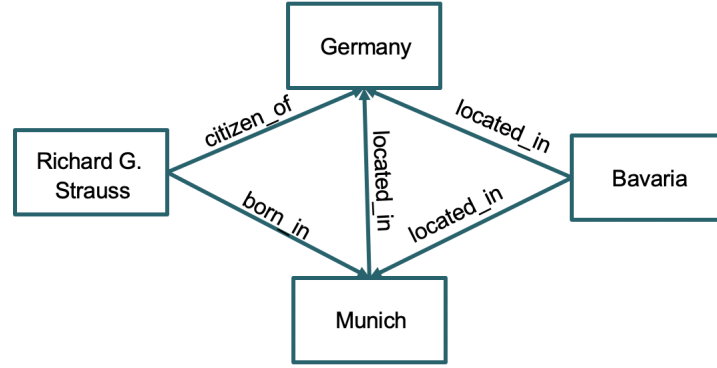 Germany
citizen_of
located_in
located_in
Richard G.
Strauss
Bavaria
born_in
located_in
Munich